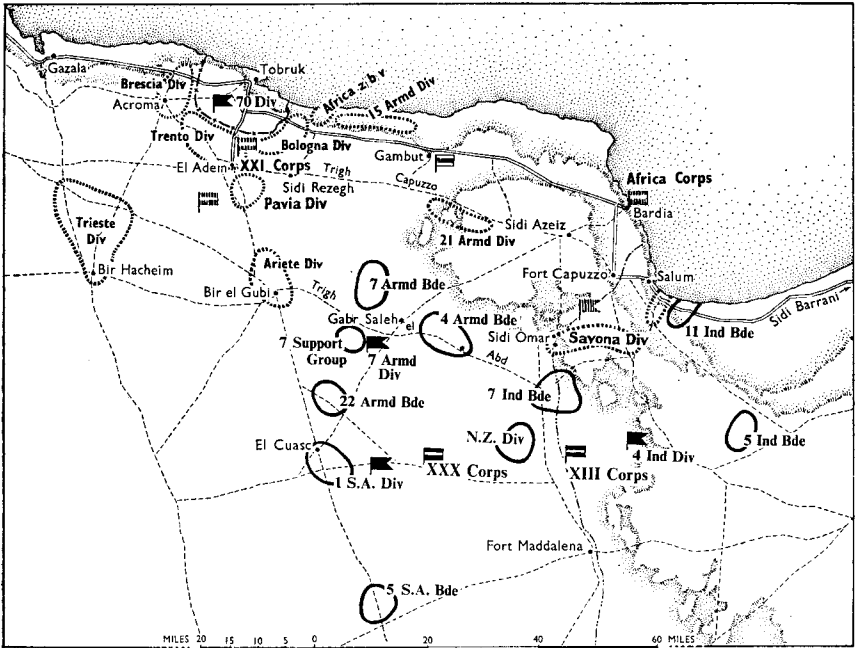 Gazala
Tobruk
Brescia Div
Acroma
70 Div
Africa z.b.v
15 Armd Div
Trento Div
Bologna Div
XXI Corps
El Adem
Trigh
Capuzzo
Gambut
Sidi Rezegh
Pavia Div
Africa Corps
Bardia
Trieste
Div
21 Armd Div
Sidi Azeiz
Bir Hacheim
Ariete Div
Bir el Gubi
Trigh
el
Abd
7 Armd Bde
Fort Capuzzo
Salum
Sidi Barrani
Gabr Saleh
4 Armd Bde
11 Ind Bde
7 Support
Group
7 Armd
Div
Sidi Omar
Savona Div
22 Armd Bde
7 Ind Bde
El Cuasc
N.Z. Div
4 Ind Div
5 Ind Bde
1 S.A. Div
XXX Corps
XIII Corps
Fort Maddalena
5 S.A. Bde
MILES 20 15 10 5 0 20 40 60 MILES